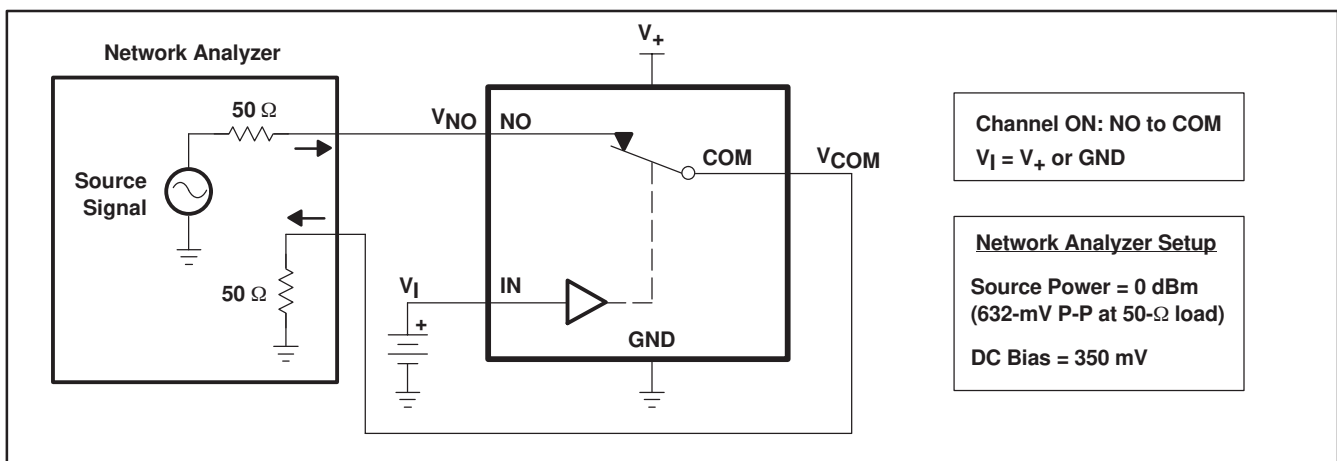 Network Analyzer
50 Ω
Source
Signal
50 Ω
V+
VNO
NO
COM
VCOM
VI
+
IN
GND
Channel ON: NO to COM
VI = V+ or GND
Network Analyzer Setup
Source Power = 0 dBm
(632-mV P-P at 50-Ω load)
DC Bias = 350 mV